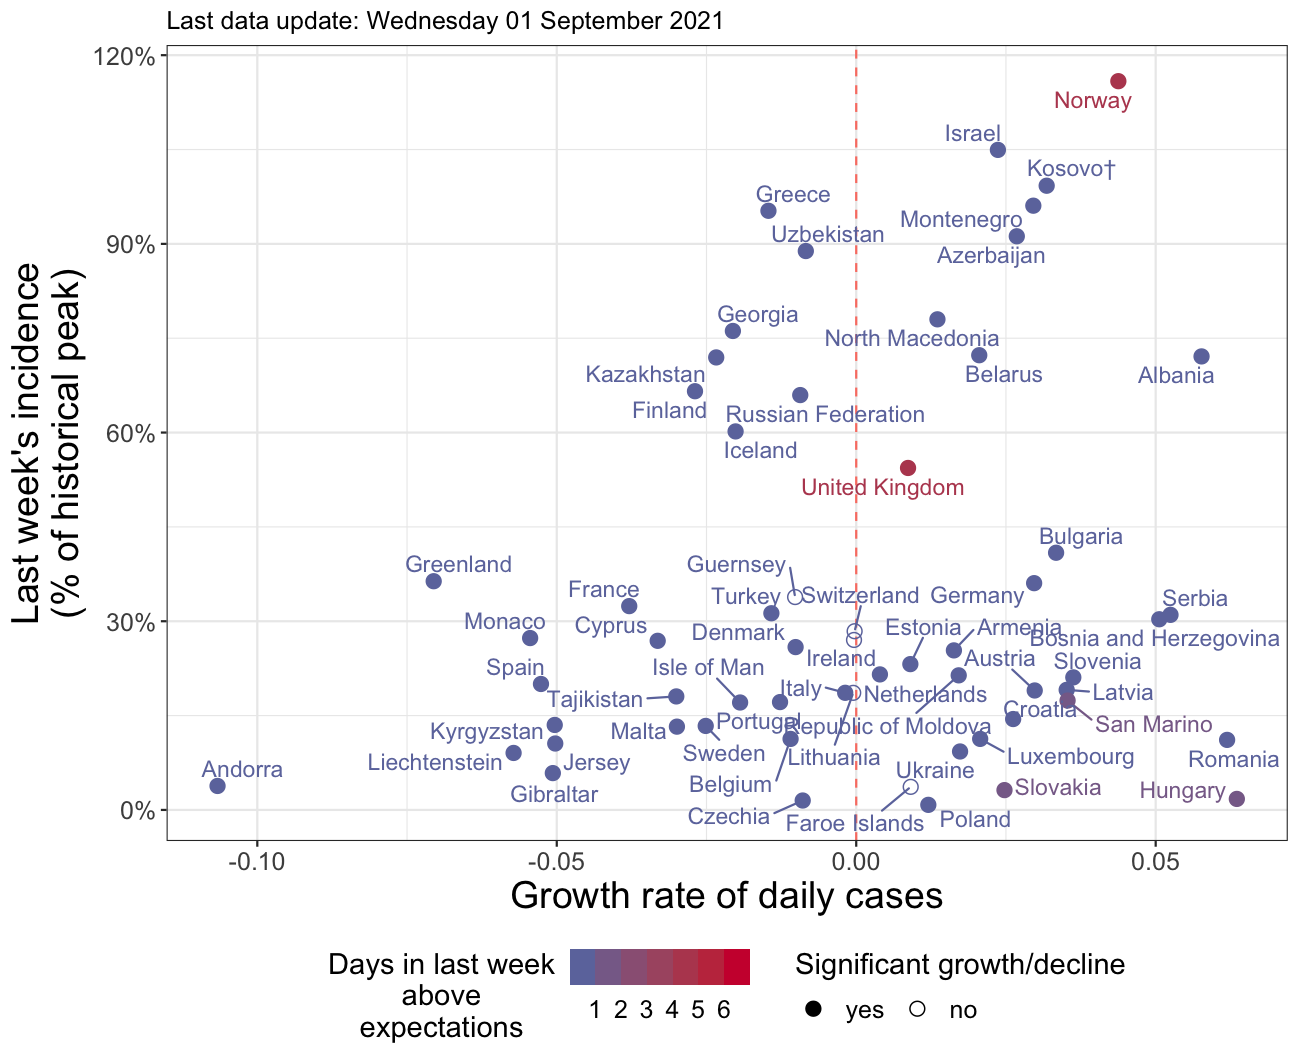 Last data update: Wednesday 01 September 2021
Last week's incidence
(% of historical peak)
120%
90%
60%
30%
0%
Norway
Israel
Kosovo†
Greece
Montenegro
Uzbekistan
Azerbaijan
Georgia
North Macedonia
Kazakhstan
Belarus
Albania
Finland
Russian Federation
Iceland
United Kingdom
Bulgaria
Greenland
Guernsey
France
Turkey
Switzerland
Germany
Serbia
Monaco
Cyprus
Denmark
Estonia
Armenia
Bosnia and Herzegovina
Spain
Isle of Man
Ireland
Austria
Slovenia
Tajikistan
Italy
Netherlands
Latvia
Croatia
Kyrgyzstan
Malta
Portugal
Republic of Moldova
San Marino
Liechtenstein
Jersey
Sweden
Lithuania
Luxembourg
Romania
Andorra
Ukraine
Gibraltar
Belgium
Slovakia
Hungary
Czechia
Faroe Islands
Poland
-0.10
-0.05
0.00
0.05
Growth rate of daily cases
Days in last week
above
expectations
1 2 3 4 5 6
Significant growth/decline
yes
no